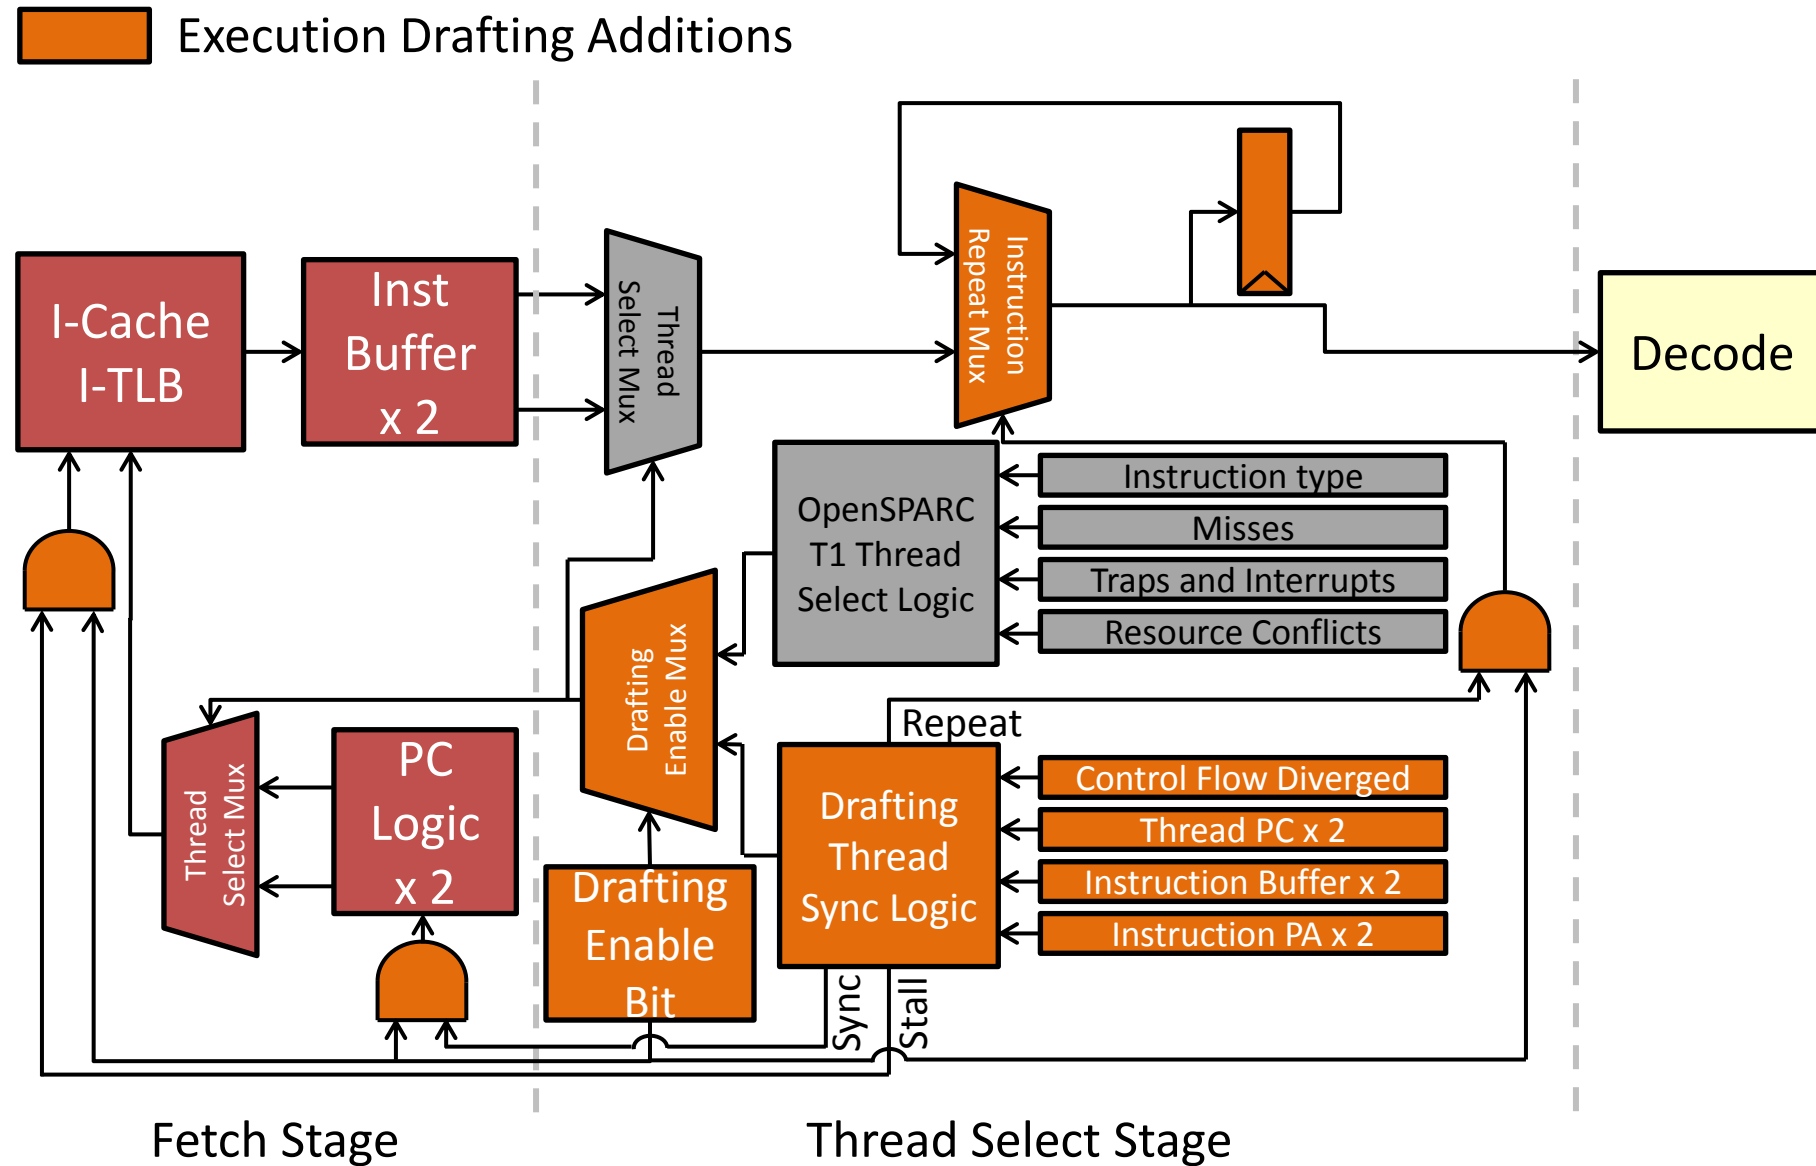 Execution Drafting Additions
I-Cache
I-TLB
Inst
Buffer
x 2
Thread
Select Mux
Instruction
Repeat Mux
Decode
OpenSPARC
T1 Thread
Select Logic
Instruction type
Misses
Traps and Interrupts
Resource Conflicts
Drafting
Enable Mux
Repeat
Thread
Select Mux
PC
Logic
x 2
Drafting
Enable
Bit
Drafting
Thread
Sync Logic
Control Flow Diverged
Thread PC x 2
Instruction Buffer x 2
Instruction PA x 2
Sync
Stall
Fetch Stage
Thread Select Stage